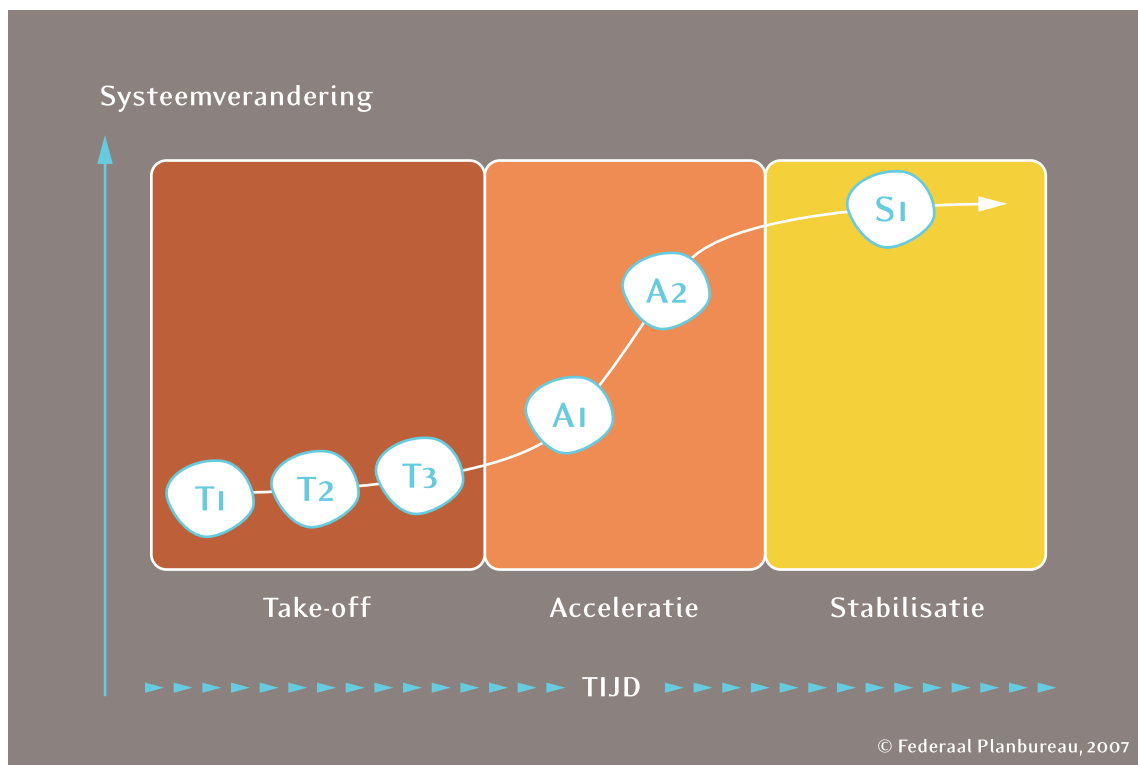 Systeemverandering
S1
A2
A1
T3
T2
T1
Take-off
Acceleratie
Stabilisatie
TIJD
© Federaal Planbureau, 2007